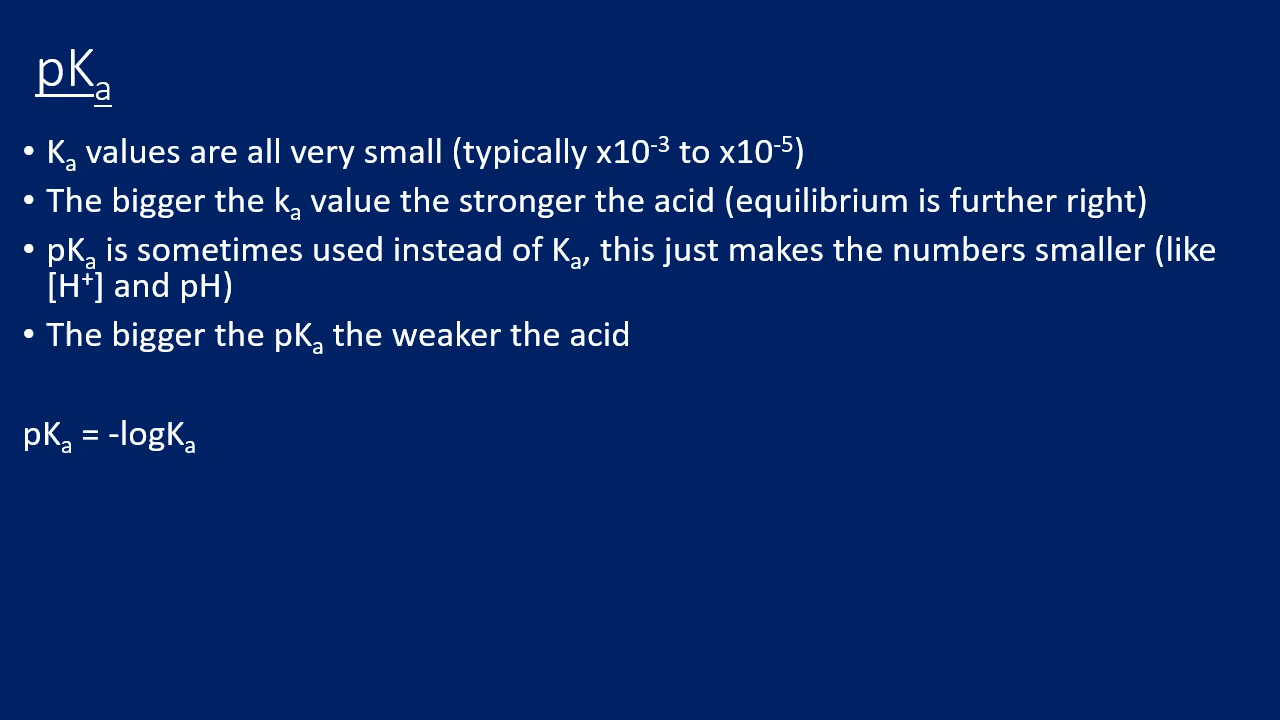 pKₐ
• Kₐ values are all very small (typically x10⁻³ to x10⁻⁵)
• The bigger the kₐ value the stronger the acid (equilibrium is further right)
• pKₐ is sometimes used instead of Kₐ, this just makes the numbers smaller (like
[H⁺] and pH)
• The bigger the pKₐ the weaker the acid
pKₐ = -logKₐ